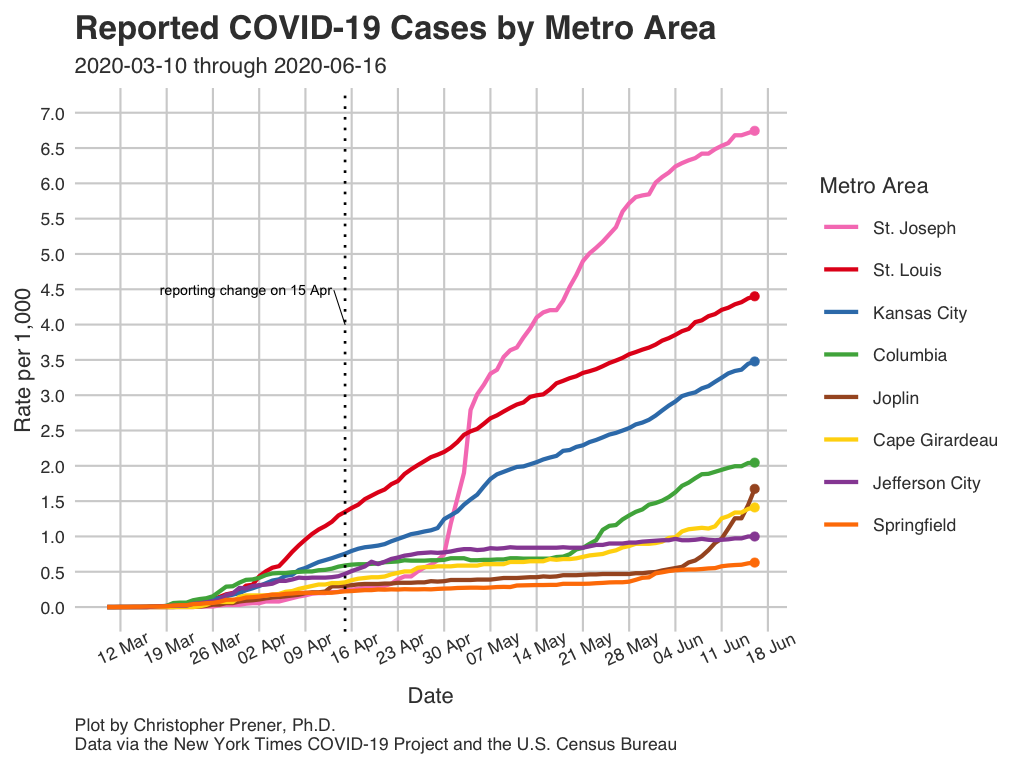 Reported COVID-19 Cases by Metro Area
2020-03-10 through 2020-06-16
7.0
6.5
6.0
5.5
5.0
4.5
4.0
3.5
3.0
2.5
2.0
1.5
1.0
0.5
0.0
Rate per 1,000
reporting change on 15 Apr
12 Mar
19 Mar
26 Mar
02 Apr
09 Apr
16 Apr
23 Apr
30 Apr
07 May
14 May
21 May
28 May
04 Jun
11 Jun
18 Jun
Date
Metro Area
St. Joseph
St. Louis
Kansas City
Columbia
Joplin
Cape Girardeau
Jefferson City
Springfield
Plot by Christopher Prener, Ph.D.
Data via the New York Times COVID-19 Project and the U.S. Census Bureau